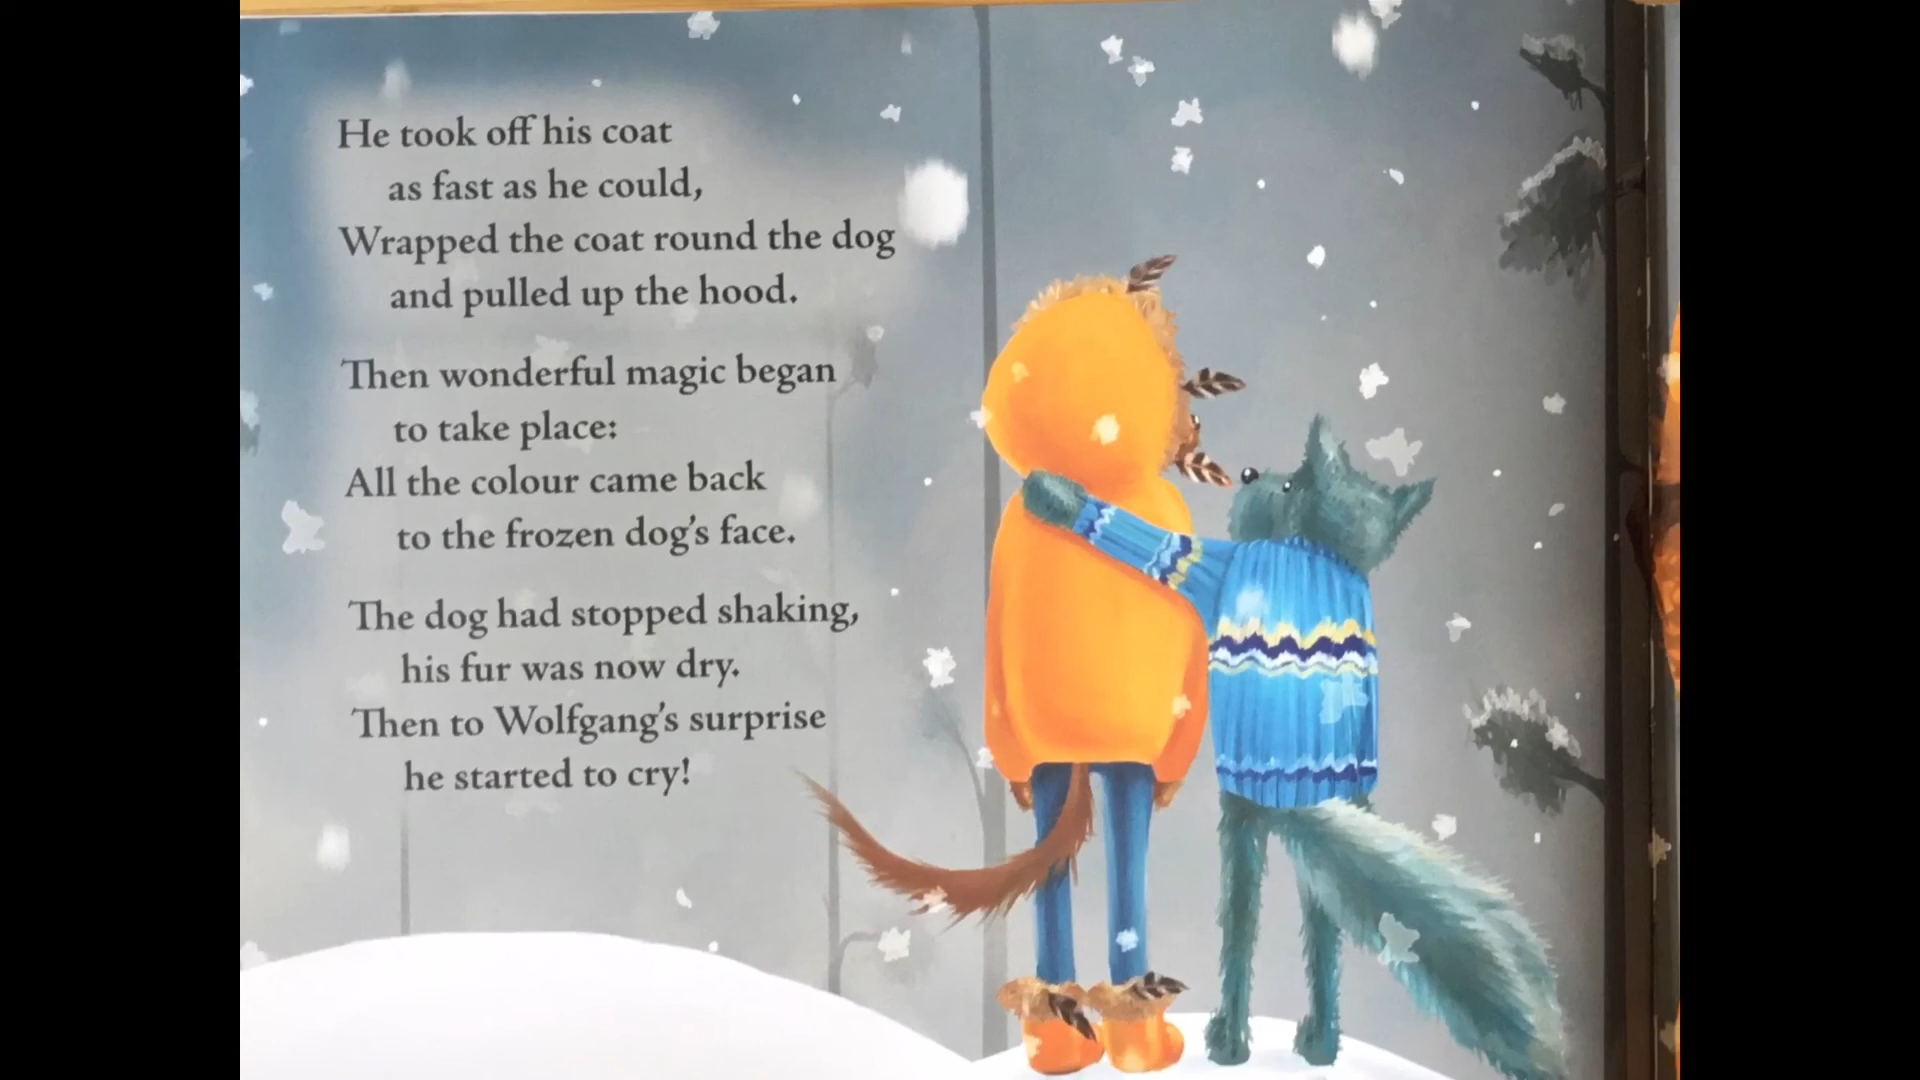 He took off his coat
as fast as he could,
Wrapped the coat round the dog
and pulled up the hood.
Then wonderful magic began
to take place:
All the colour came back
to the frozen dog's face.
The dog had stopped shaking,
his fur was now dry.
Then to Wolfgang's surprise
he started to cry!